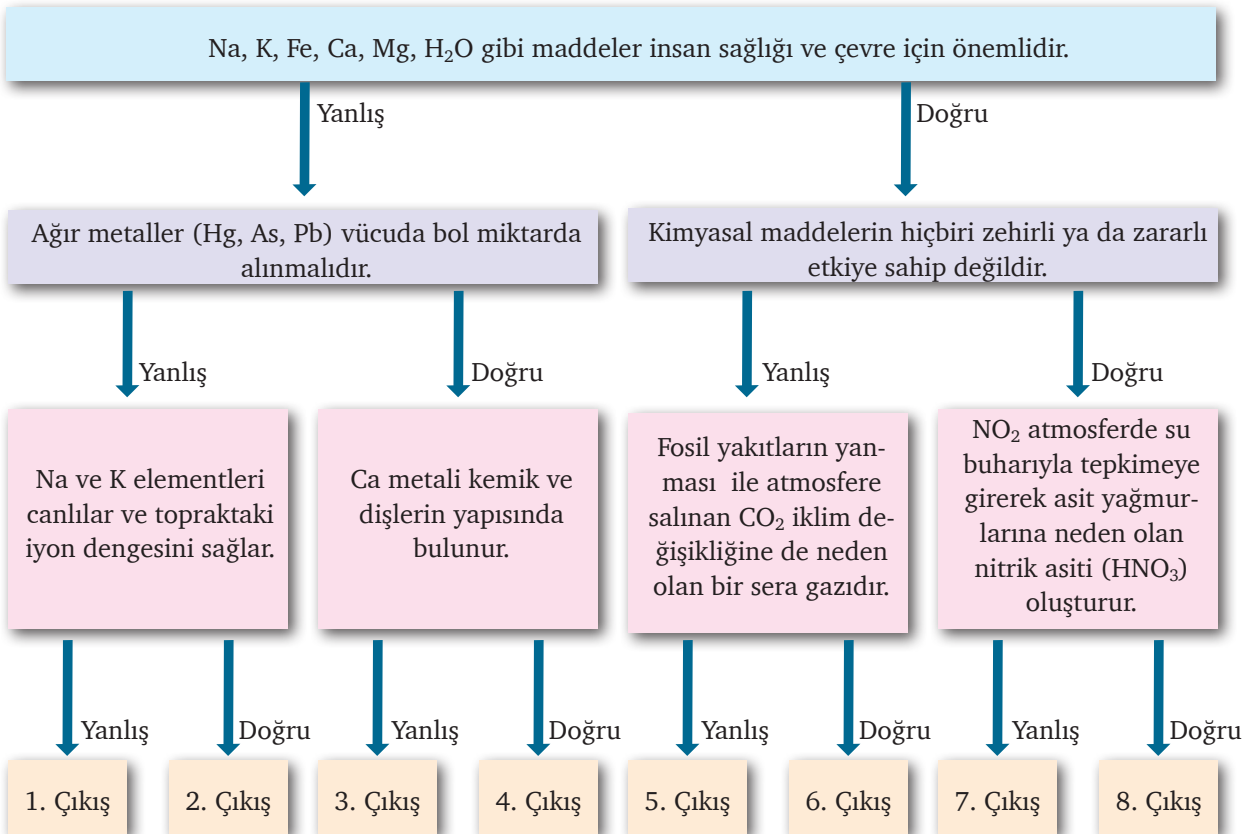 Na, K, Fe, Ca, Mg, H₂O gibi maddeler insan sağlığı ve çevre için önemlidir.
Yanlış
Doğru
Ağır metaller (Hg, As, Pb) vücuda bol miktarda
alınmalıdır.
Kimyasal maddelerin hiçbiri zehirli ya da zararlı
etkiye sahip değildir.
Yanlış
Doğru
Yanlış
Doğru
Na ve K elementleri
canlılar ve topraktaki
iyon dengesini sağlar.
Ca metali kemik ve
dişlerin yapısında
bulunur.
Fosil yakıtların yan-
ması ile atmosfere
salınan CO₂ iklim de-
ğişikliğine de neden
olan bir sera gazıdır.
NO₂ atmosferde su
buharıyla tepkimeye
girerek asit yağmur-
larına neden olan
nitrik asiti (HNO₃)
oluşturur.
Yanlış
Doğru
Yanlış
Doğru
Yanlış
Doğru
Yanlış
Doğru
1. Çıkış
2. Çıkış
3. Çıkış
4. Çıkış
5. Çıkış
6. Çıkış
7. Çıkış
8. Çıkış